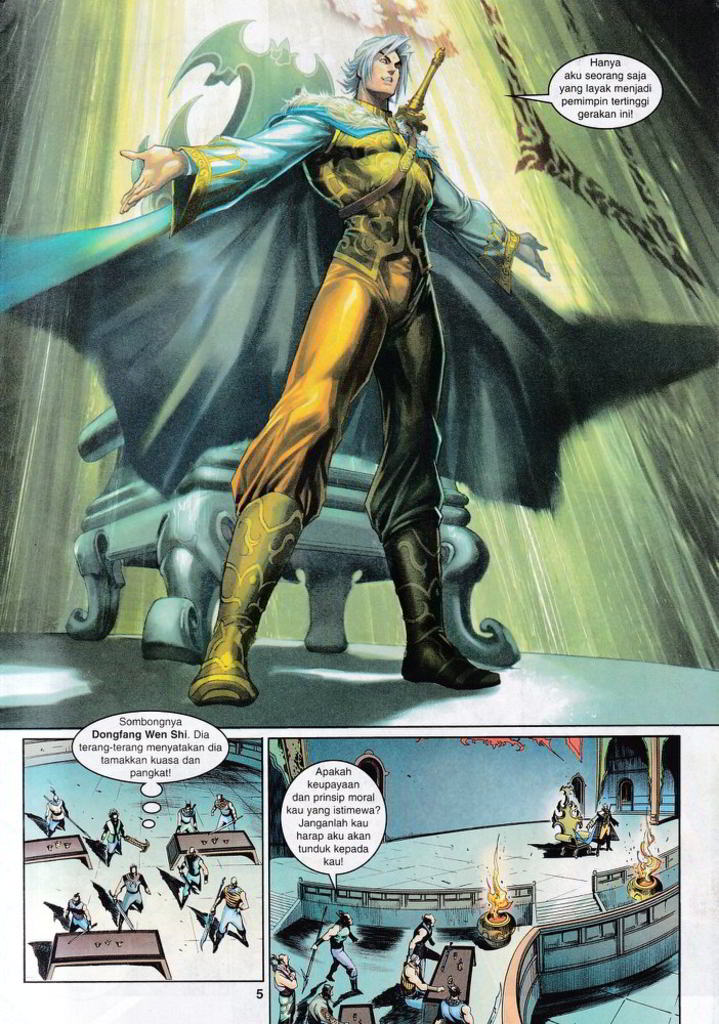 Hanya
aku seorang saja
yang layak menjadi
pemimpin tertinggi
gerakan ini!
Sombongnya
Dongfang Wen Shi. Dia
terang-terang menyatakan dia
tamakkan kuasa dan
pangkat!
Apakah
keupayaan
dan prinsip moral
kau yang istimewa?
Janganlah kau
harap aku akan
tunduk kepada
kau!
5